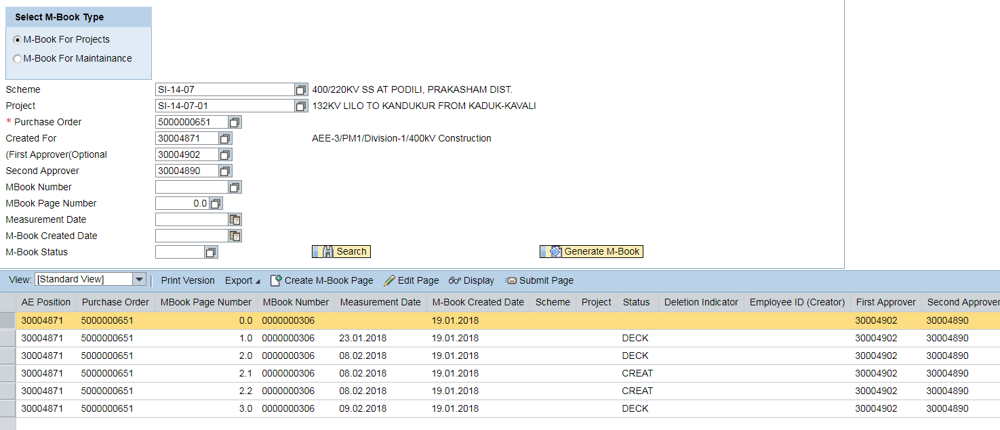 Select M-Book Type
M-Book For Projects
M-Book For Maintainance
Scheme SI-14-07 400/220KV SS AT PODILI, PRAKASHAM DIST.
Project SI-14-07-01 132KV LILO TO KANDUKUR FROM KADUK-KAVALI
* Purchase Order 5000000651
Created For 30004871 AEE-3/PM1/Division-1/400kV Construction
(First Approver(Optional 30004902
Second Approver 30004890
MBook Number
MBook Page Number 0.0
Measurement Date
M-Book Created Date
M-Book Status Search Generate M-Book
View: [Standard View] Print Version Export Create M-Book Page Edit Page Display Submit Page
AE Position Purchase Order MBook Page Number MBook Number Measurement Date M-Book Created Date Scheme Project Status Deletion Indicator Employee ID (Creator) First Approver Second Approver
30004871 5000000651 0.0 0000000306 19.01.2018 30004902 30004890
30004871 5000000651 1.0 0000000306 23.01.2018 19.01.2018 DECK 30004902 30004890
30004871 5000000651 2.0 0000000306 08.02.2018 19.01.2018 DECK 30004902 30004890
30004871 5000000651 2.1 0000000306 08.02.2018 19.01.2018 CREAT 30004902 30004890
30004871 5000000651 2.2 0000000306 08.02.2018 19.01.2018 CREAT 30004902 30004890
30004871 5000000651 3.0 0000000306 09.02.2018 19.01.2018 DECK 30004902 30004890